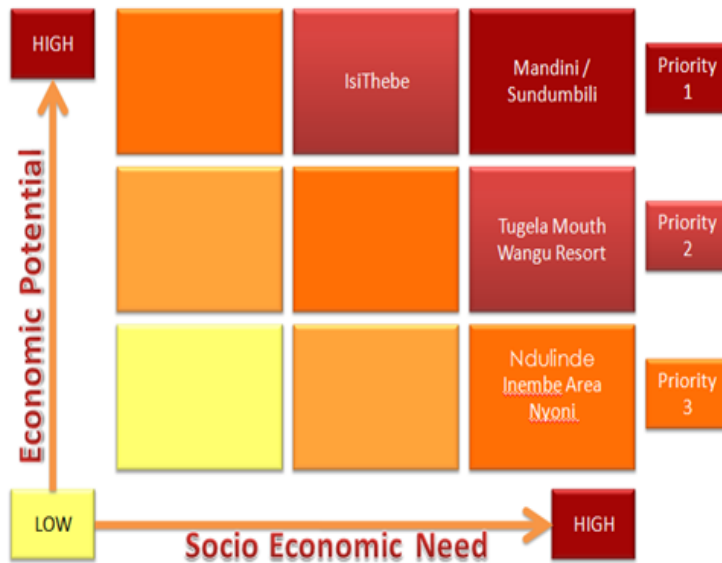 HIGH
IsiThebe
Mandini /
Sundumbili
Priority
1
Economic Potential
Tugela Mouth
Wangu Resort
Priority
2
Ndulinde
Inembe Area
Nyoni
Priority
3
LOW
Socio Economic Need
HIGH